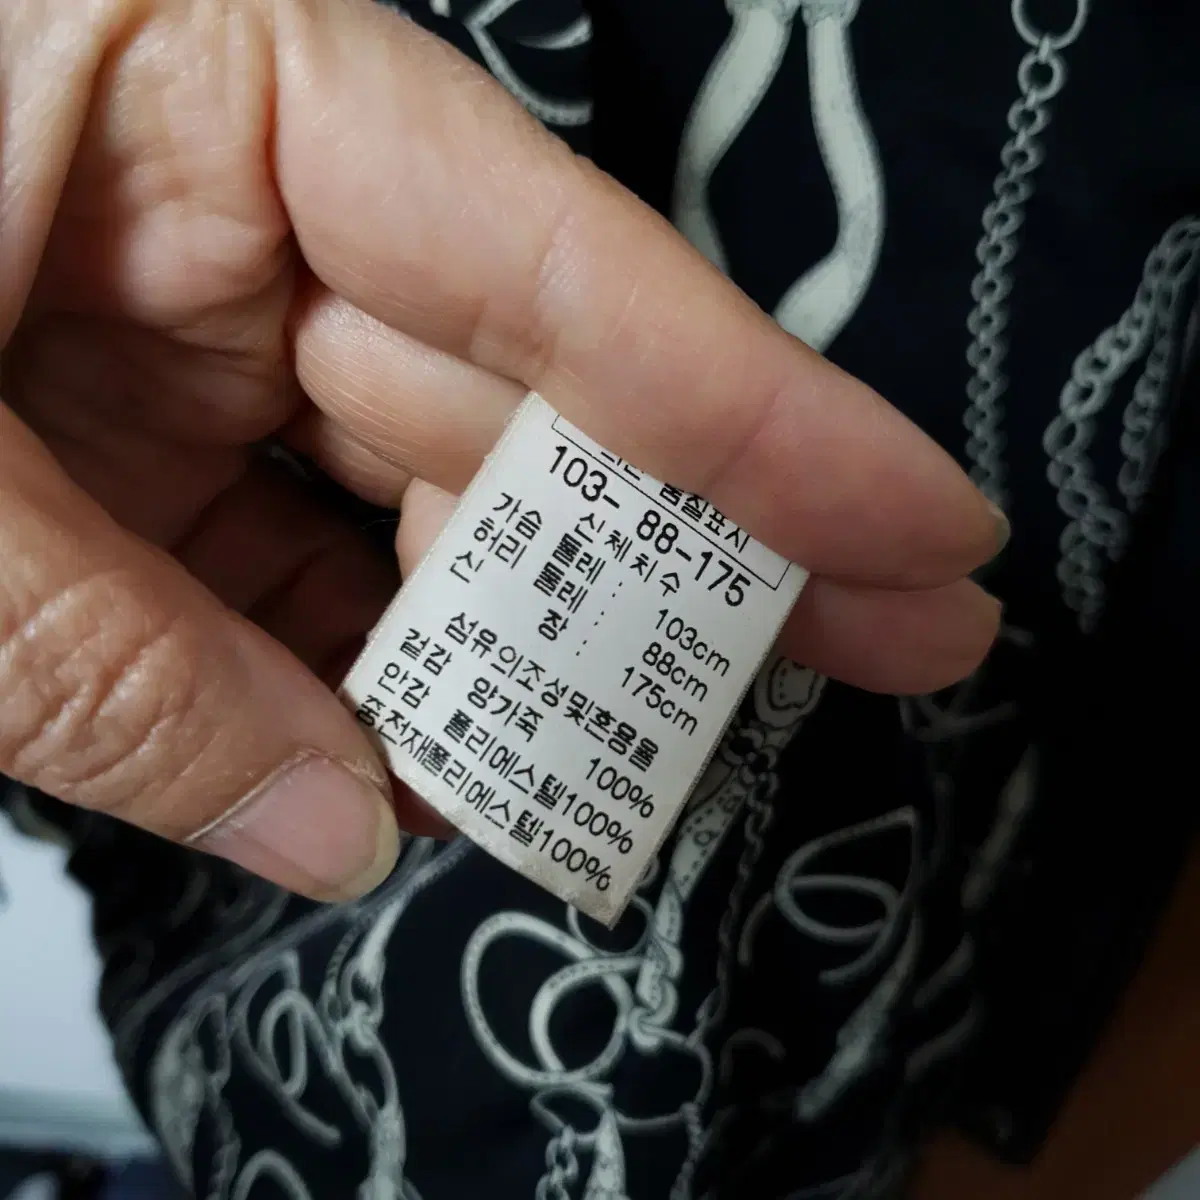 품질표시
103- 88-175
신체치수
가슴 둘레 : 103cm
허리 둘레 : 88cm
신 장 : 175cm
섬유의조성및혼용율
겉감 양가죽 100%
안감 폴리에스텔100%
충전재폴리에스텔100%